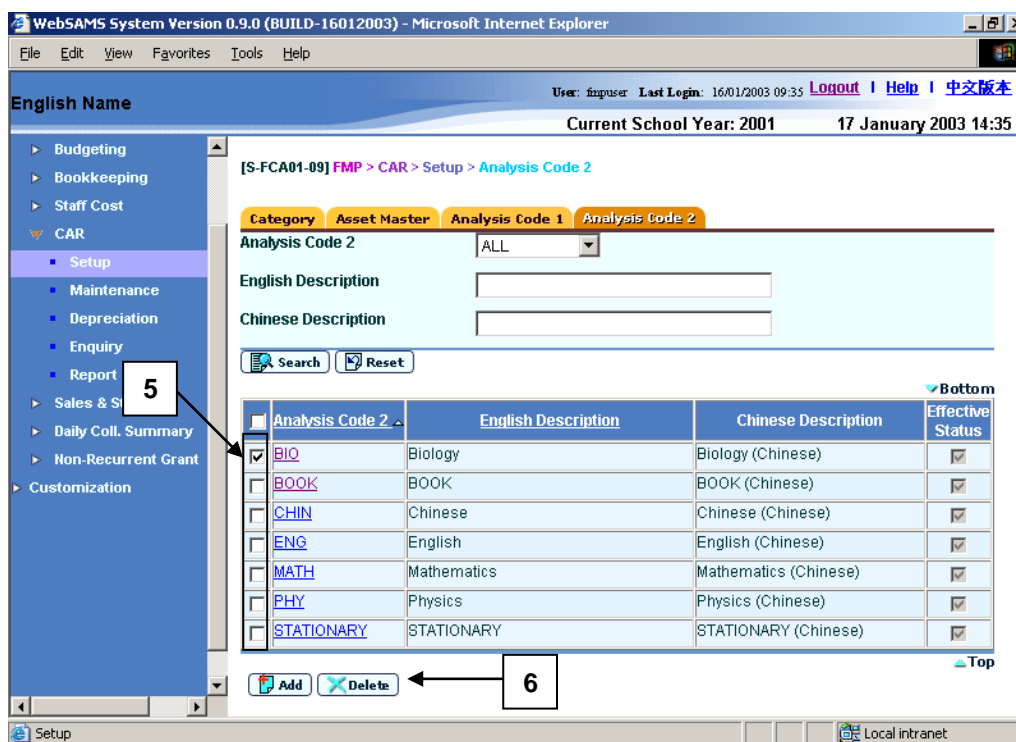 WebSAMS System Version 0.9.0 (BUILD-16012003) - Microsoft Internet Explorer
File Edit View Favorites Tools Help
English Name
User: fmpuser Last Login: 16/01/2003 09:35 Logout | Help | 中文版本
Current School Year: 2001 17 January 2003 14:35
Budgeting
Bookkeeping
Staff Cost
CAR
Setup
Maintenance
Depreciation
Enquiry
Report
Sales & S
Daily Coll. Summary
Non-Recurrent Grant
Customization
[S-FCA01-09] FMP > CAR > Setup > Analysis Code 2
Category Asset Master Analysis Code 1 Analysis Code 2
Analysis Code 2 ALL
English Description
Chinese Description
Search Reset
5
Bottom
Analysis Code 2 English Description Chinese Description Effective Status
BIO Biology Biology (Chinese)
BOOK BOOK BOOK (Chinese)
CHIN Chinese Chinese (Chinese)
ENG English English (Chinese)
MATH Mathematics Mathematics (Chinese)
PHY Physics Physics (Chinese)
STATIONARY STATIONARY STATIONARY (Chinese)
Top
Add Delete 6
Setup Local intranet